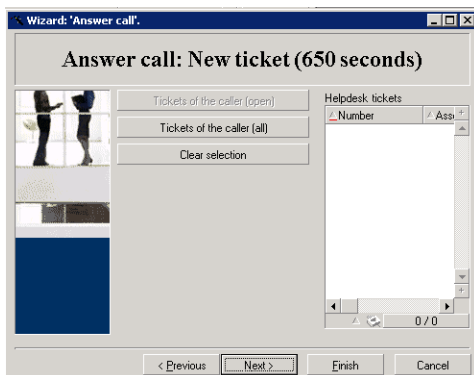 Wizard: 'Answer call'.
Answer call: New ticket (650 seconds)
Tickets of the caller (open)
Tickets of the caller (all)
Clear selection
Helpdesk tickets
Number Assi
0 / 0
< Previous Next > Finish Cancel